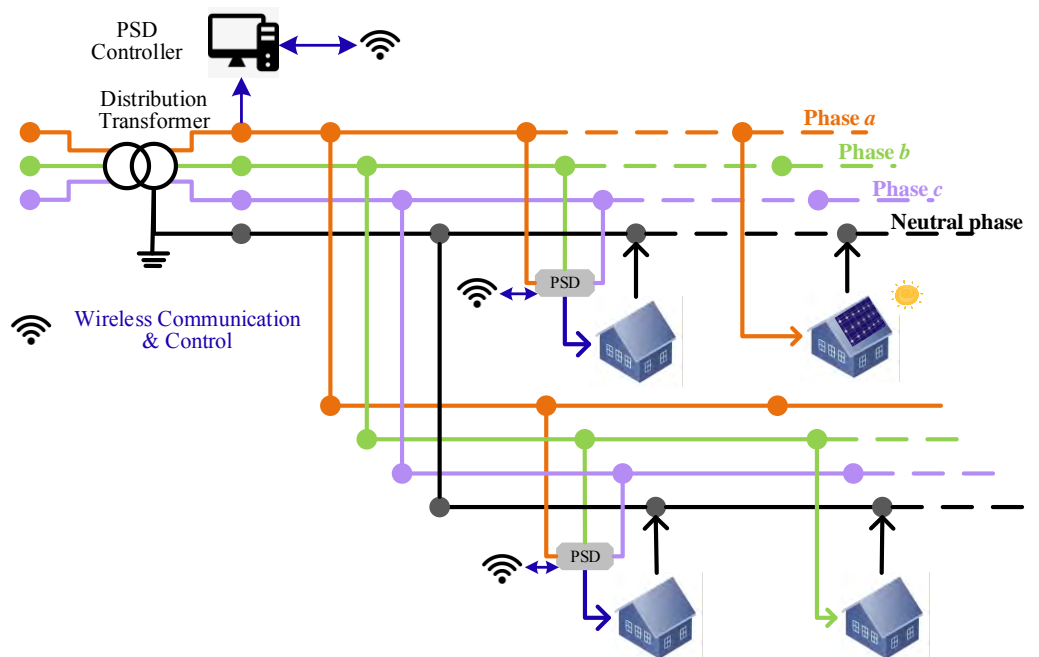 PSD
Controller
Distribution
Transformer
Phase a
Phase b
Phase c
Neutral phase
PSD
Wireless Communication
& Control
PSD